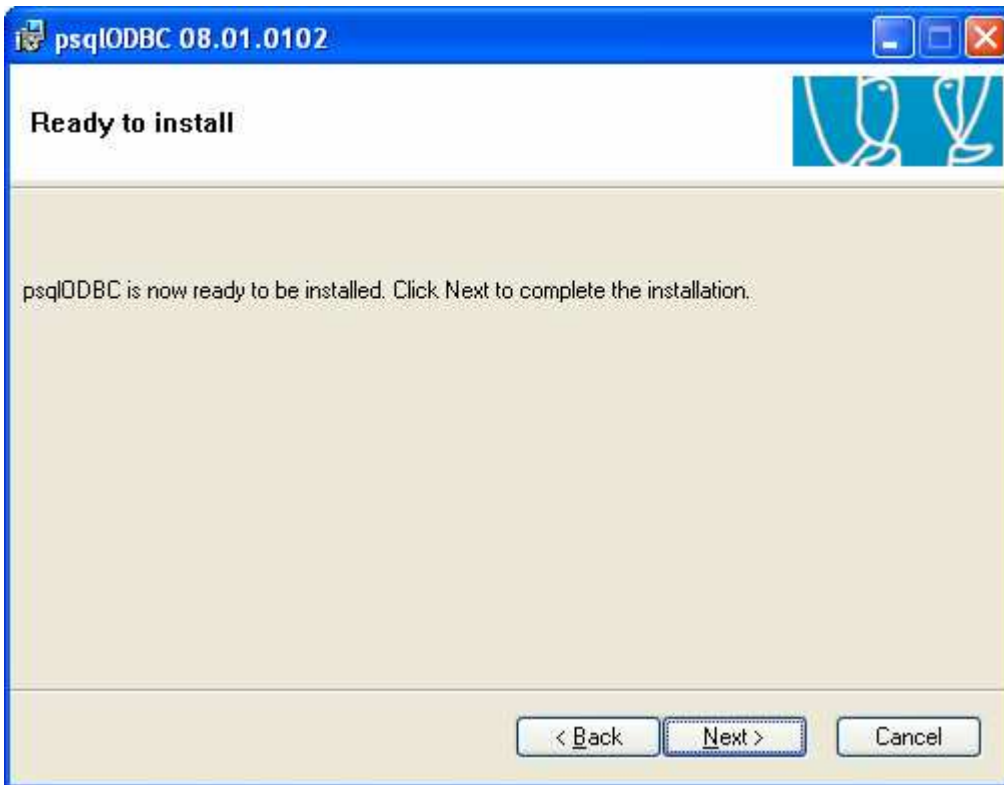 psqlODBC 08.01.0102
Ready to install
psqlODBC is now ready to be installed. Click Next to complete the installation.
< Back
Next >
Cancel